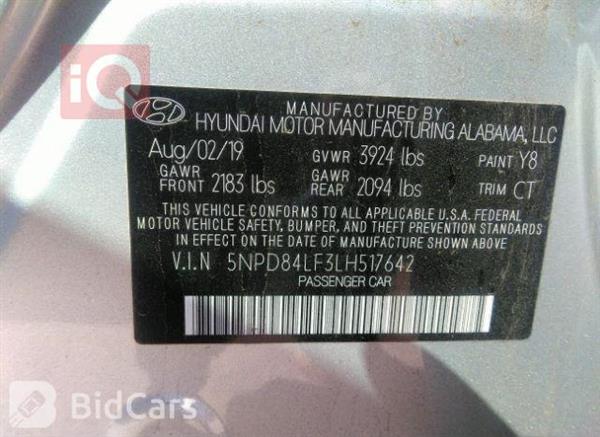 iQ
MANUFACTURED BY
HYUNDAI MOTOR MANUFACTURING ALABAMA, LLC
Aug/02/19 GVWR 3924 lbs PAINT Y8
GAWR FRONT 2183 lbs GAWR REAR 2094 lbs TRIM CT
THIS VEHICLE CONFORMS TO ALL APPLICABLE U.S.A. FEDERAL
MOTOR VEHICLE SAFETY, BUMPER, AND THEFT PREVENTION STANDARDS
IN EFFECT ON THE DATE OF MANUFACTURE SHOWN ABOVE
V.I.N 5NPD84LF3LH517642
PASSENGER CAR
BidCars